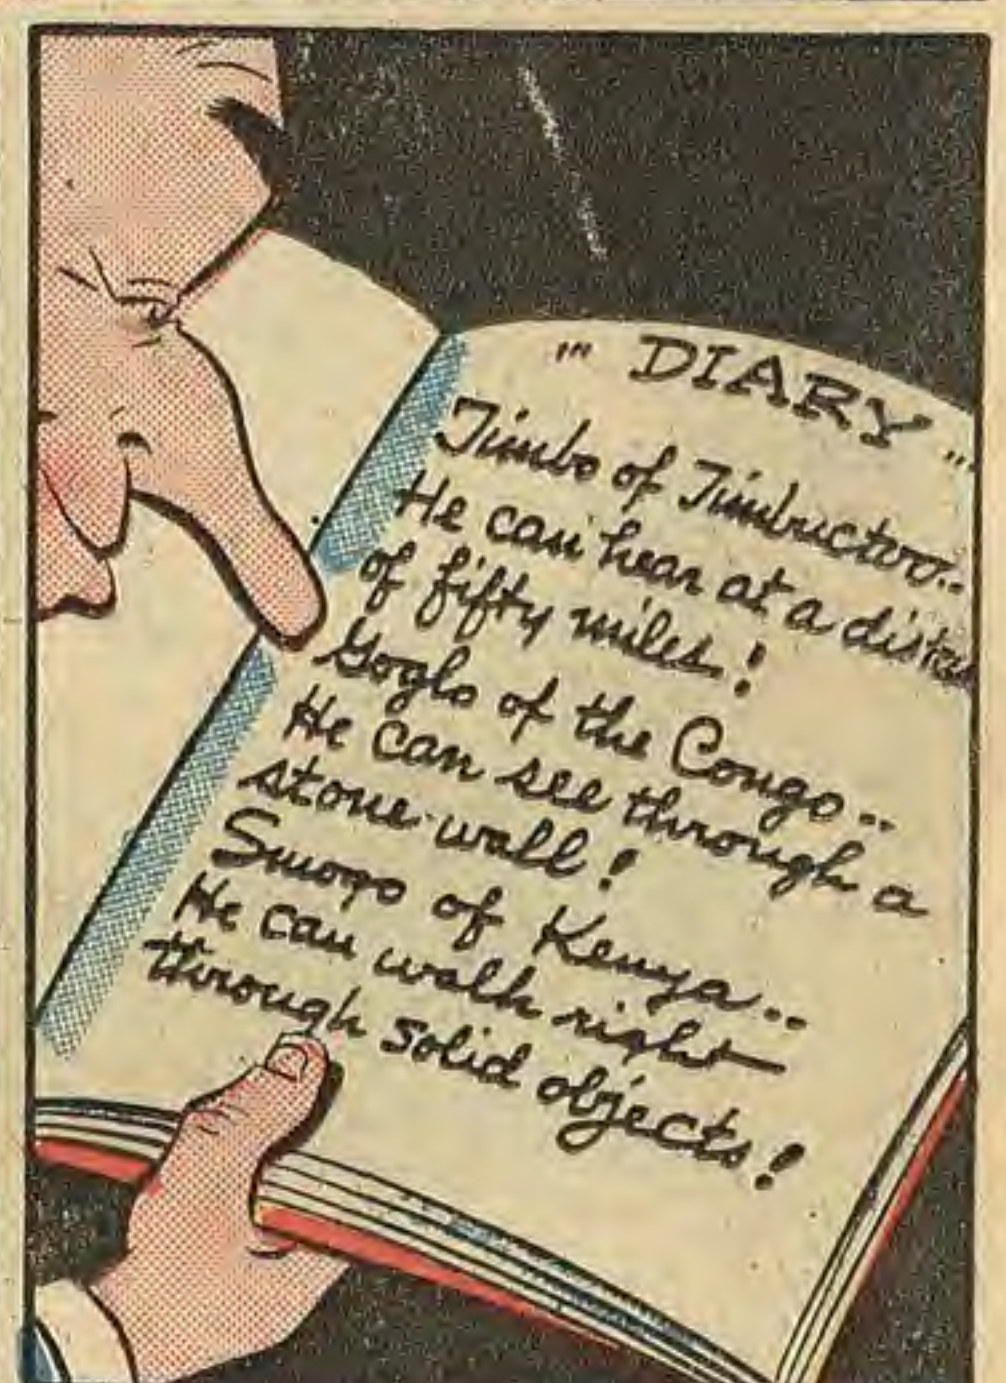 "' DIARY "'
Timbo of Timbuctoo..
He can hear at a distan
of fifty miles!
Goglo of the Congo..
He can see through a
stone wall!
Smogo of Kenya..
He can walk right
through solid objects!